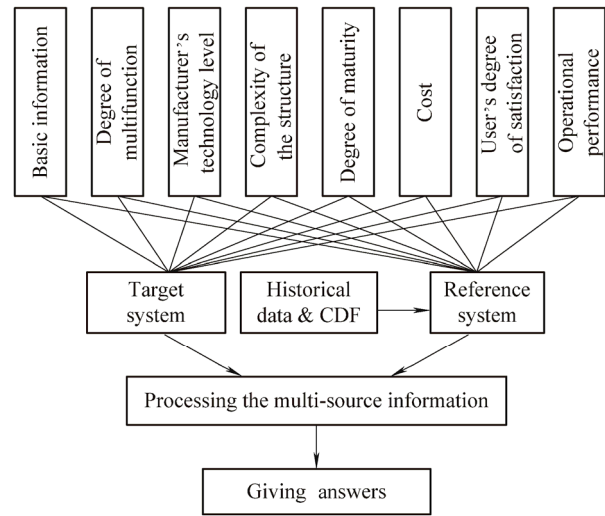 Basic information
Degree of
multifunction
Manufacturer's
technology level
Complexity of
the structure
Degree of maturity
Cost
User's degree
of satisfaction
Operational
performance
Target
system
Historical
data & CDF
Reference
system
Processing the multi-source information
Giving answers